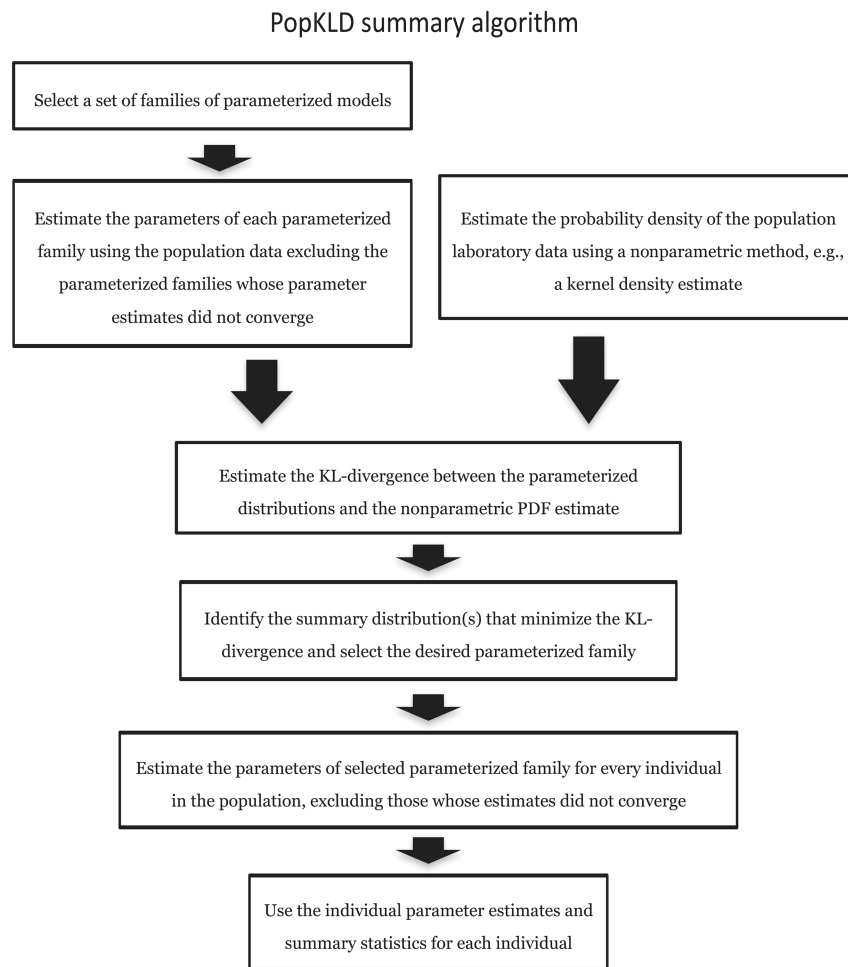 PopKLD summary algorithm
Select a set of families of parameterized models
Estimate the parameters of each parameterized
family using the population data excluding the
parameterized families whose parameter
estimates did not converge
Estimate the probability density of the population
laboratory data using a nonparametric method, e.g.,
a kernel density estimate
Estimate the KL-divergence between the parameterized
distributions and the nonparametric PDF estimate
Identify the summary distribution(s) that minimize the KL-
divergence and select the desired parameterized family
Estimate the parameters of selected parameterized family for every individual
in the population, excluding those whose estimates did not converge
Use the individual parameter estimates and
summary statistics for each individual